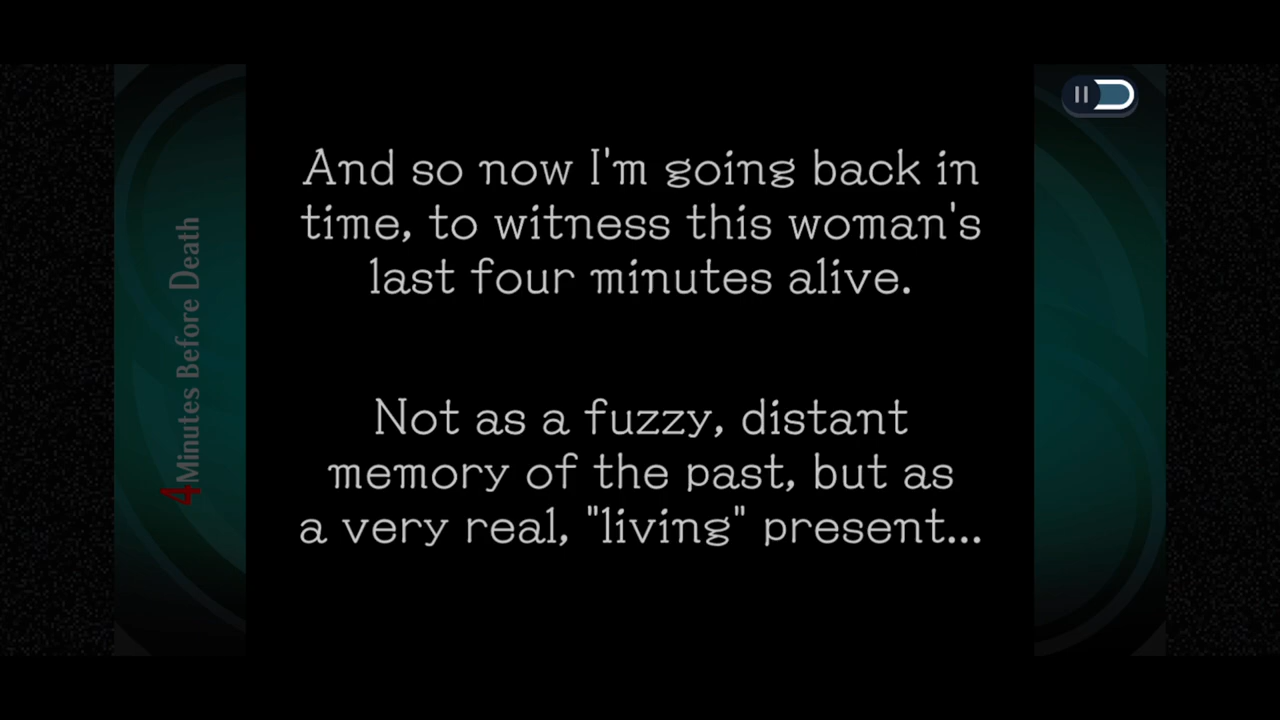 4 Minutes Before Death
And so now I'm going back in
time, to witness this woman's
last four minutes alive.
Not as a fuzzy, distant
memory of the past, but as
a very real, "living" present...